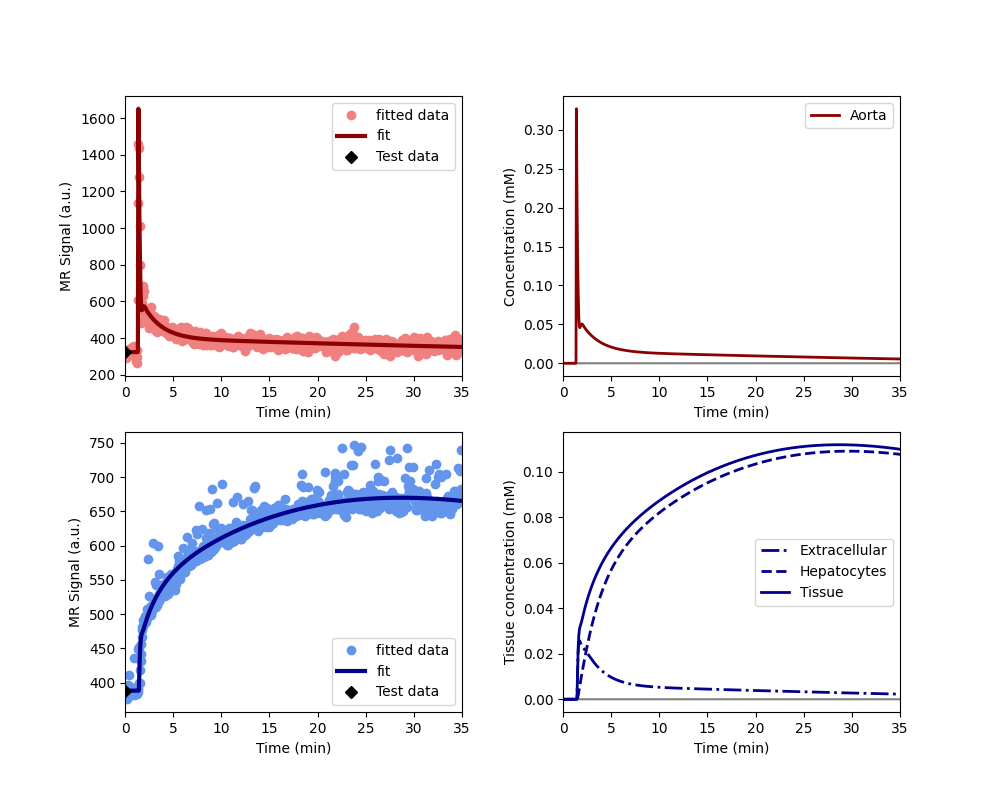 MR Signal (a.u.)
1600
1400
1200
1000
800
600
400
200
0 5 10 15 20 25 30 35
Time (min)
fitted data
fit
Test data
Concentration (mM)
0.30
0.25
0.20
0.15
0.10
0.05
0.00
0 5 10 15 20 25 30 35
Time (min)
Aorta
MR Signal (a.u.)
750
700
650
600
550
500
450
400
0 5 10 15 20 25 30 35
Time (min)
fitted data
fit
Test data
Tissue concentration (mM)
0.10
0.08
0.06
0.04
0.02
0.00
0 5 10 15 20 25 30 35
Time (min)
Extracellular
Hepatocytes
Tissue